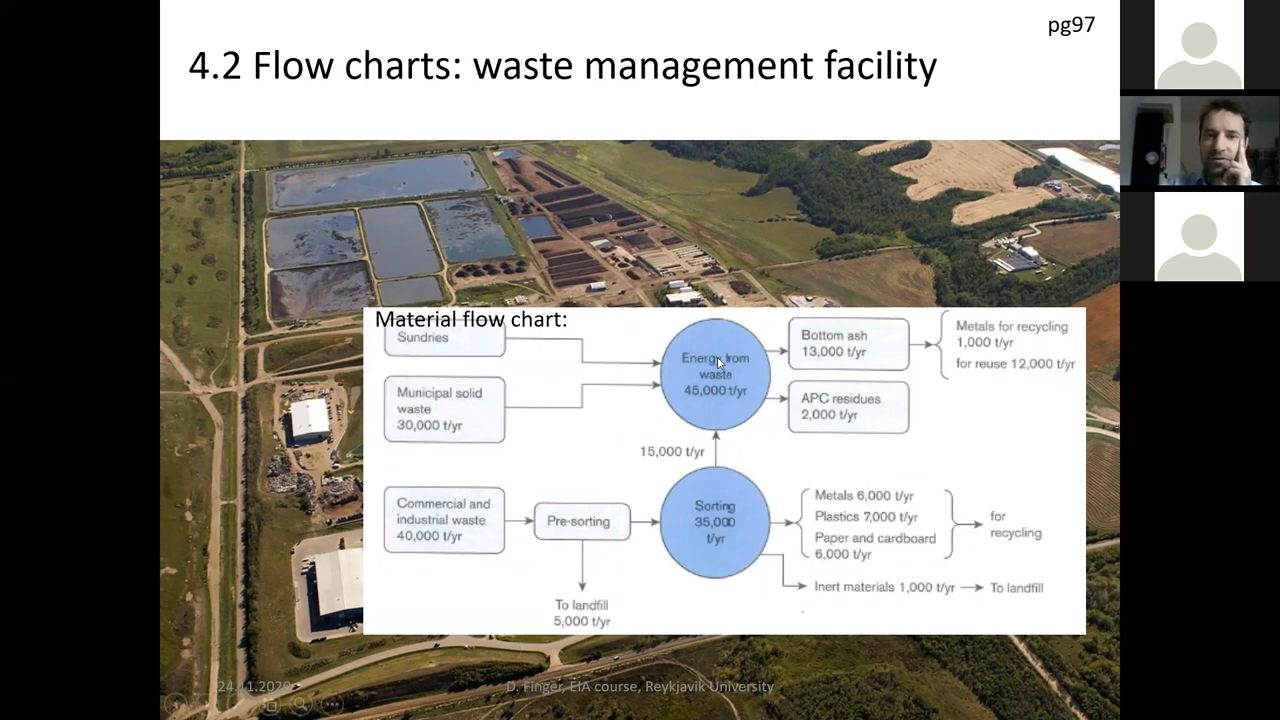 pg97
4.2 Flow charts: waste management facility
Material flow chart:
Sundries
Municipal solid
waste
30,000 t/yr
Commercial and
industrial waste
40,000 t/yr
Pre-sorting
To landfill
5,000 t/yr
Energy from
waste
45,000 t/yr
15,000 t/yr
Sorting
35,000
t/yr
Bottom ash
13,000 t/yr
APC residues
2,000 t/yr
Metals for recycling
1,000 t/yr
for reuse 12,000 t/yr
Metals 6,000 t/yr
Plastics 7,000 t/yr
Paper and cardboard
6,000 t/yr
for
recycling
Inert materials 1,000 t/yr
To landfill
24.11.2020
D. Finger, EIA course, Reykjavik University